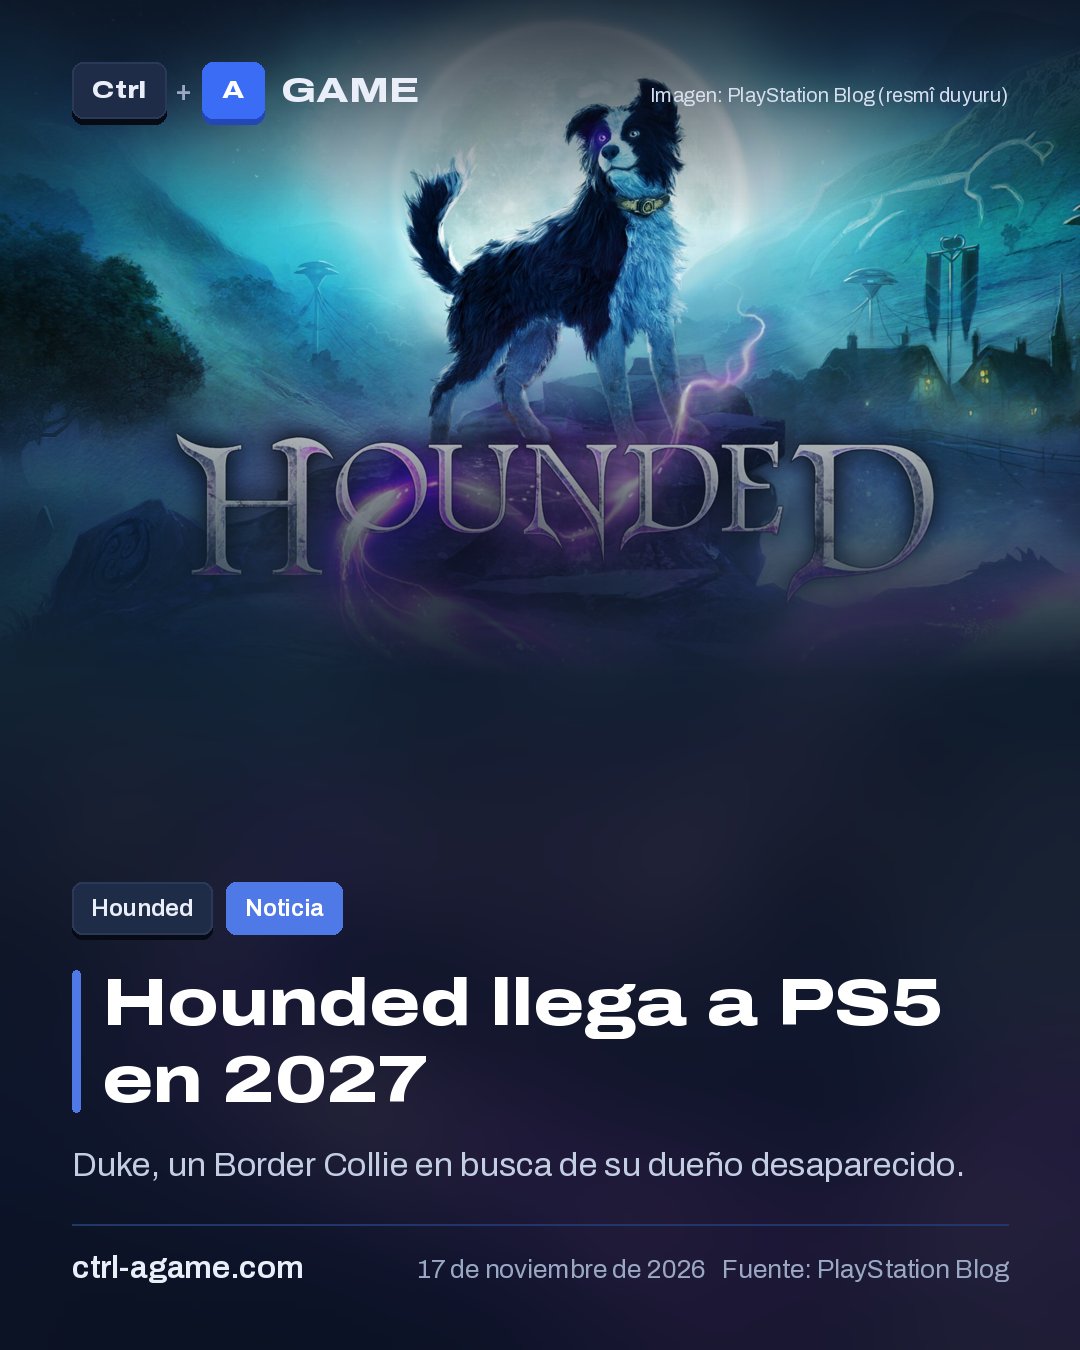 Ctrl + A GAME
Imagen: PlayStation Blog (resmî duyuru)
HOUNDED
Hounded Noticia
Hounded llega a PS5
en 2027
Duke, un Border Collie en busca de su dueño desaparecido.
ctrl-agame.com 17 de noviembre de 2026 Fuente: PlayStation Blog